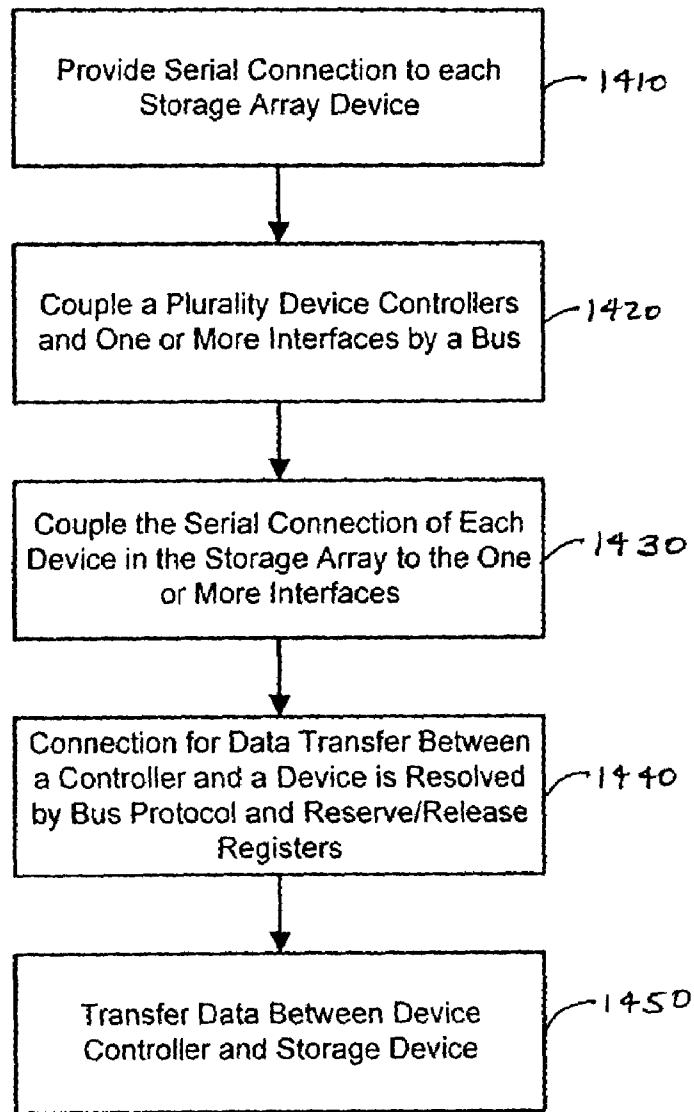 Provide Serial Connection to each
Storage Array Device
1410
Couple a Plurality Device Controllers
and One or More Interfaces by a Bus
1420
Couple the Serial Connection of Each
Device in the Storage Array to the One
or More Interfaces
1430
Connection for Data Transfer Between
a Controller and a Device is Resolved
by Bus Protocol and Reserve/Release
Registers
1440
Transfer Data Between Device
Controller and Storage Device
1450